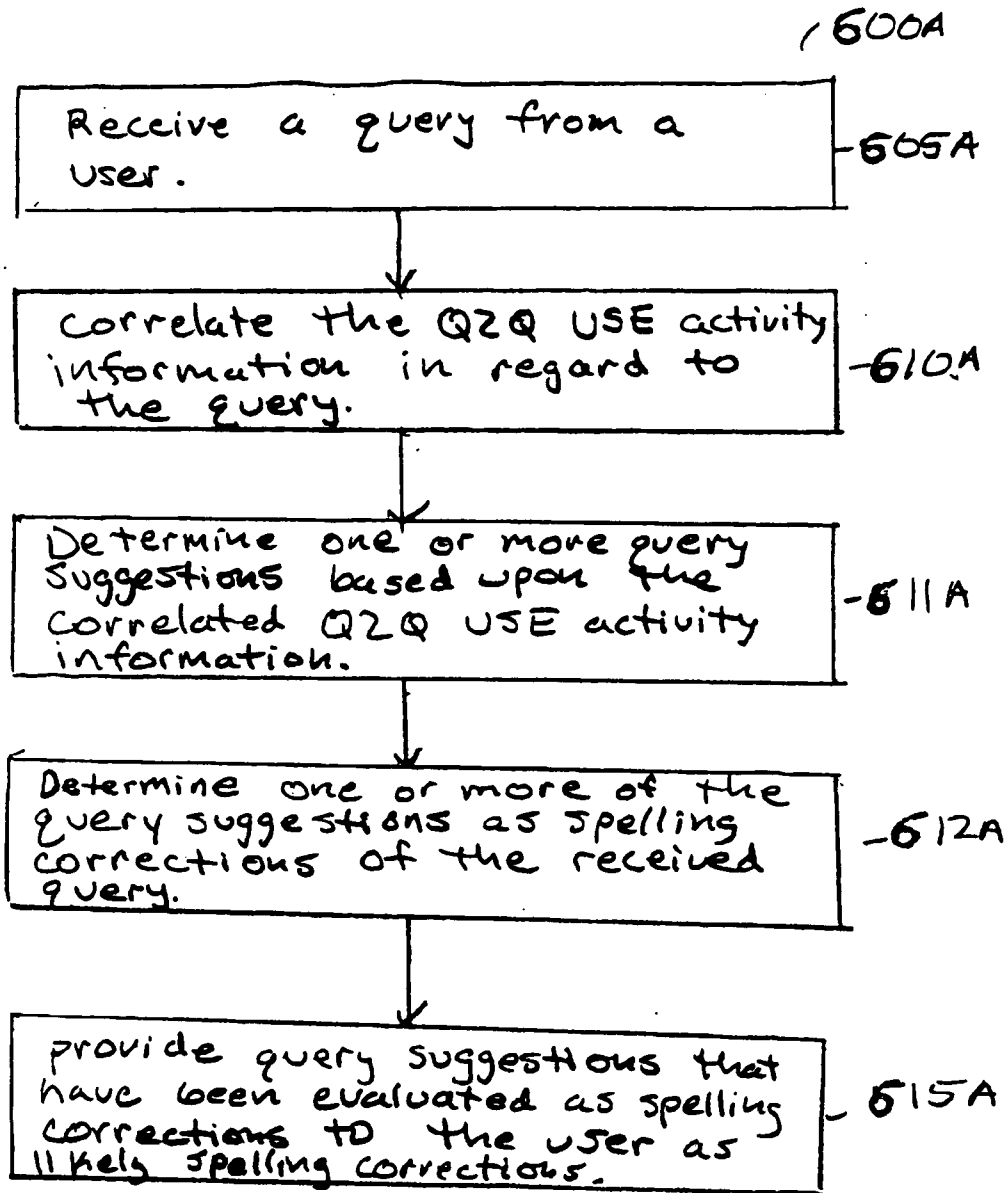 600A
Receive a query from a
user.
605A
correlate the Q2Q USE activity
information in regard to
the query.
610A
Determine one or more query
suggestions based upon the
correlated Q2Q USE activity
information.
611A
Determine one or more of the
query suggestions as spelling
corrections of the received
query.
612A
provide query suggestions that
have been evaluated as spelling
corrections to the user as
likely spelling corrections.
615A